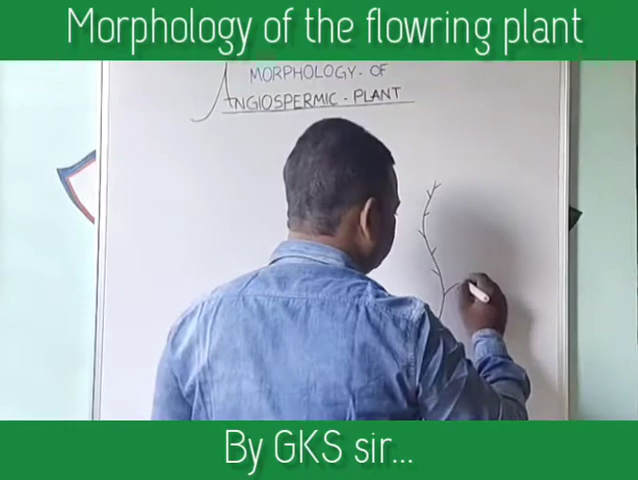 Morphology of the flowring plant
MORPHOLOGY - OF
ANGIOSPERMIC - PLANT
By GKS sir...